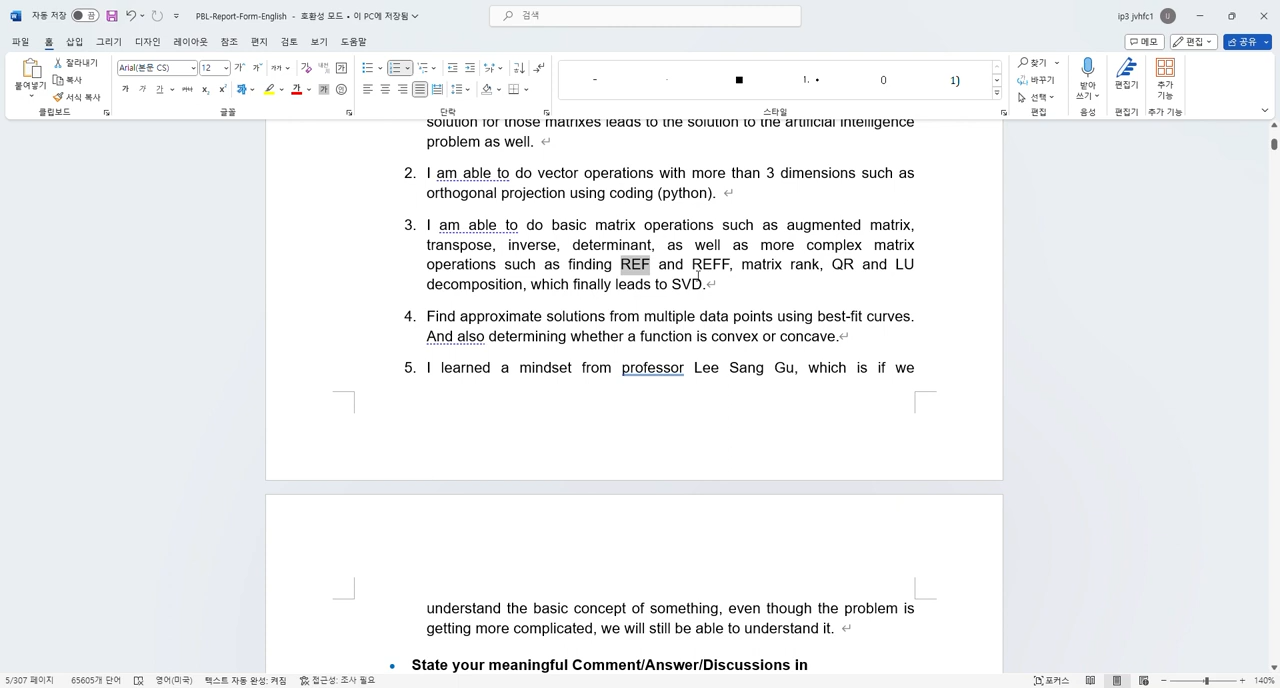 자동 저장 끔 PBL-Report-Form-English - 호환성 모드 • 이 PC에 저장됨 검색 ip3 jvhfc1 U
파일 홈 삽입 그리기 디자인 레이아웃 참조 편지 검토 보기 도움말 메모 편집 공유
붙여넣기 잘라내기 복사 서식 복사
Arial(본문 CS) 12
찾기 바꾸기 선택
받아쓰기 편집기 추가 기능
클립보드 글꼴 단락 스타일 편집 음성 편집기 추가 기능
solution for those matrixes leads to the solution to the artificial intelligence
problem as well. ↵
2. I am able to do vector operations with more than 3 dimensions such as
orthogonal projection using coding (python). ↵
3. I am able to do basic matrix operations such as augmented matrix,
transpose, inverse, determinant, as well as more complex matrix
operations such as finding REF and REFF, matrix rank, QR and LU
decomposition, which finally leads to SVD.↵
4. Find approximate solutions from multiple data points using best-fit curves.
And also determining whether a function is convex or concave.↵
5. I learned a mindset from professor Lee Sang Gu, which is if we
understand the basic concept of something, even though the problem is
getting more complicated, we will still be able to understand it. ↵
• State your meaningful Comment/Answer/Discussions in
5/307 페이지 65605개 단어 영어(미국) 텍스트 자동 완성: 켜짐 접근성: 조사 필요 포커스 140%